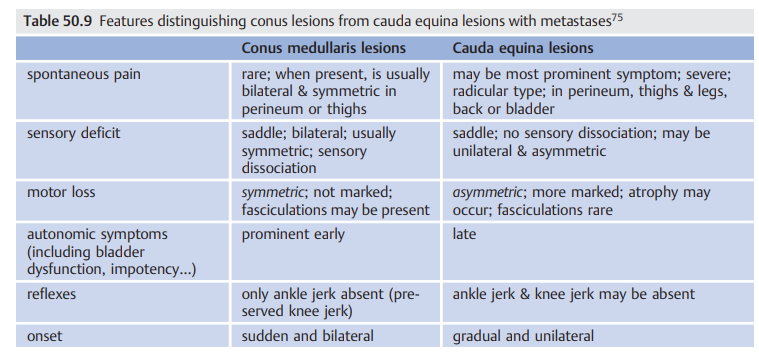 Table 50.9 Features distinguishing conus lesions from cauda equina lesions with metastases75
Conus medullaris lesions Cauda equina lesions
spontaneous pain rare; when present, is usually may be most prominent symptom; severe;
bilateral & symmetric in radicular type; in perineum, thighs & legs,
perineum or thighs back or bladder
sensory deficit saddle; bilateral; usually saddle; no sensory dissociation; may be
symmetric; sensory unilateral & asymmetric
dissociation
motor loss symmetric; not marked; asymmetric; more marked; atrophy may
fasciculations may be present occur; fasciculations rare
autonomic symptoms prominent early late
(including bladder
dysfunction, impotency...)
reflexes only ankle jerk absent (pre- ankle jerk & knee jerk may be absent
served knee jerk)
onset sudden and bilateral gradual and unilateral